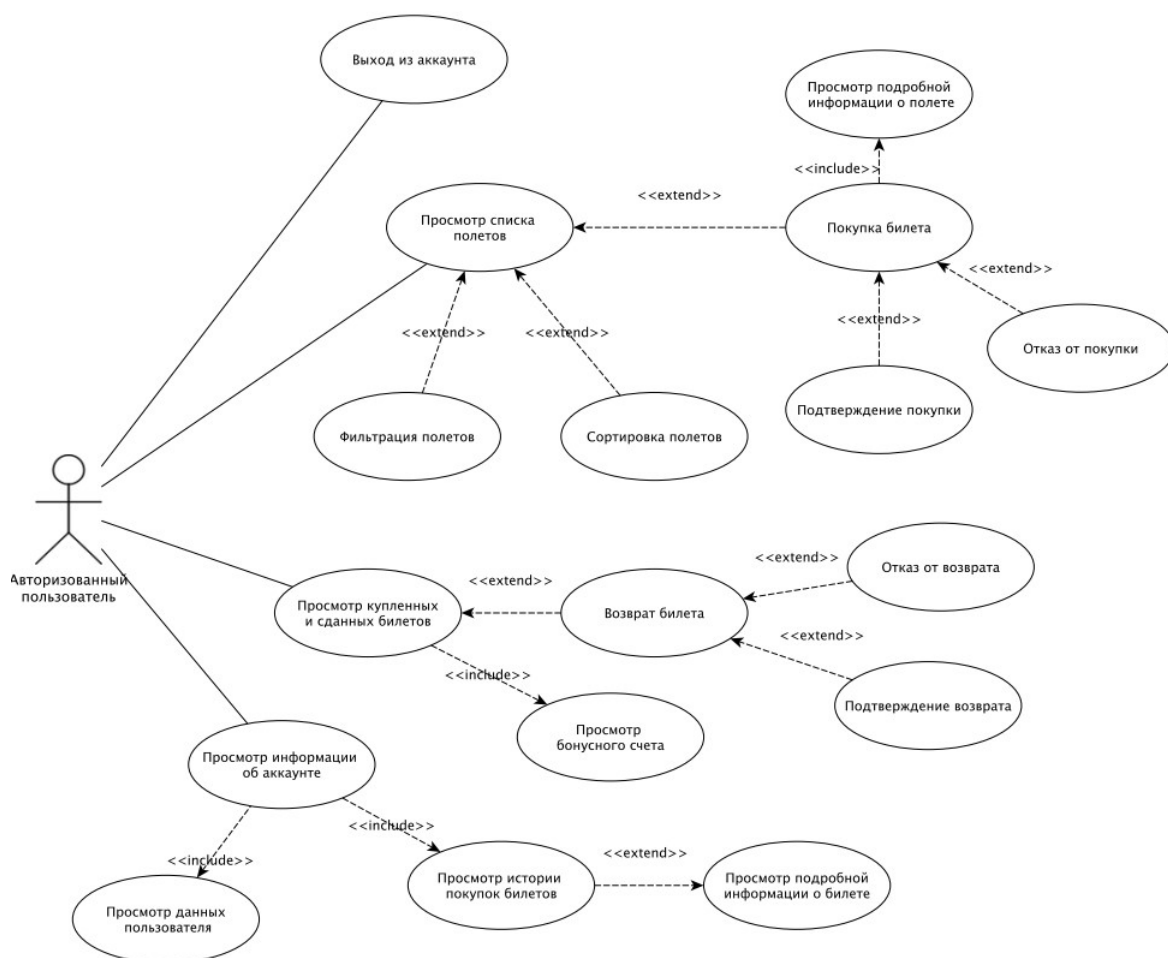 Выход из аккаунта
Просмотр подробной
информации о полете
<<include>>
<<extend>>
Просмотр списка
полетов
Покупка билета
<<extend>>
<<extend>>
<<extend>>
<<extend>>
Отказ от покупки
Фильтрация полетов
Сортировка полетов
Подтверждение покупки
Авторизованный
пользователь
<<extend>>
Отказ от возврата
<<extend>>
Просмотр купленных
и сданных билетов
Возврат билета
<<extend>>
<<include>>
Подтверждение возврата
Просмотр
бонусного счета
Просмотр информации
об аккаунте
<<include>>
<<include>>
<<extend>>
Просмотр истории
покупок билетов
Просмотр подробной
информации о билете
Просмотр данных
пользователя